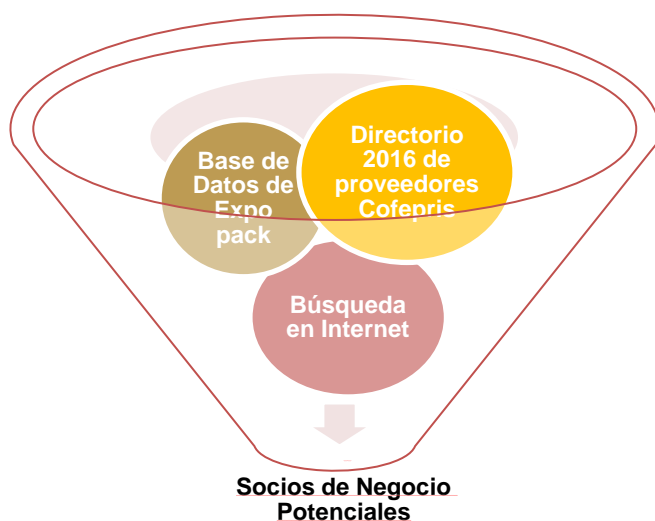 Base de
Datos de
Expo
pack
Directorio
2016 de
proveedores
Cofepris
Búsqueda
en Internet
Socios de Negocio
Potenciales